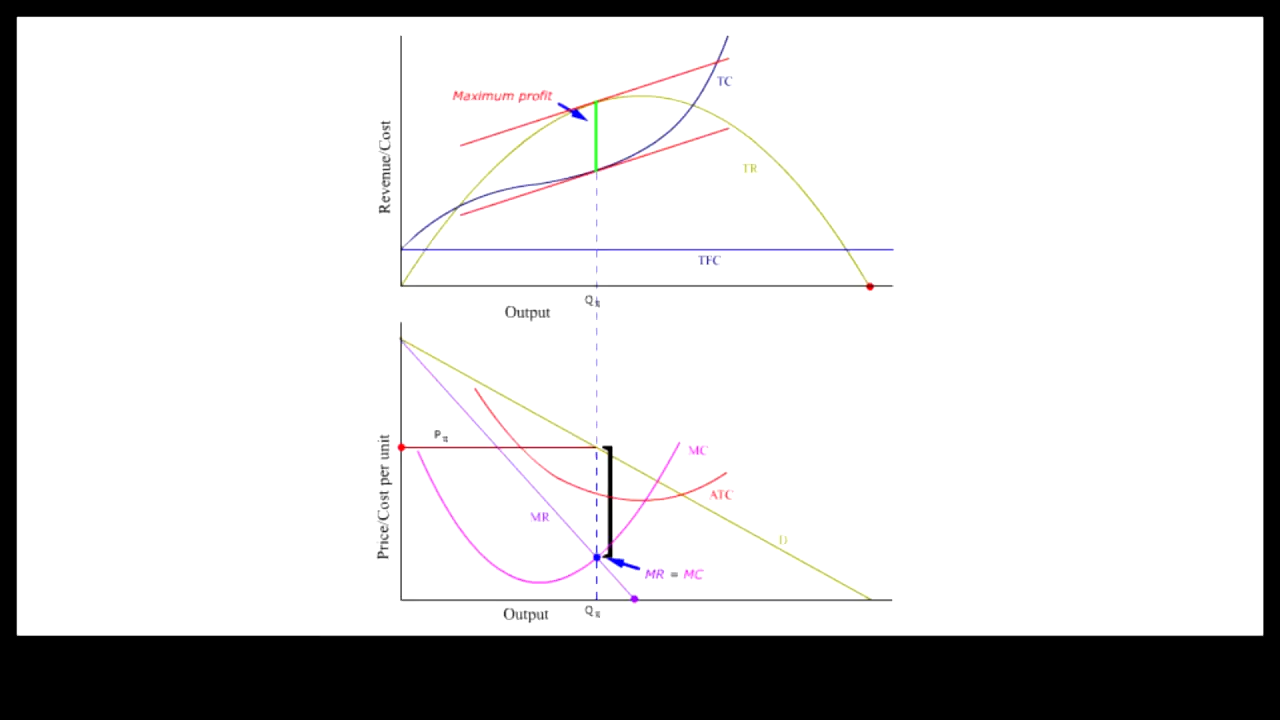 Maximum profit
TC
Revenue/Cost
TR
TFC
Qπ
Output
Pπ
Price/Cost per unit
MC
ATC
MR
D
MR = MC
Output
Qπ